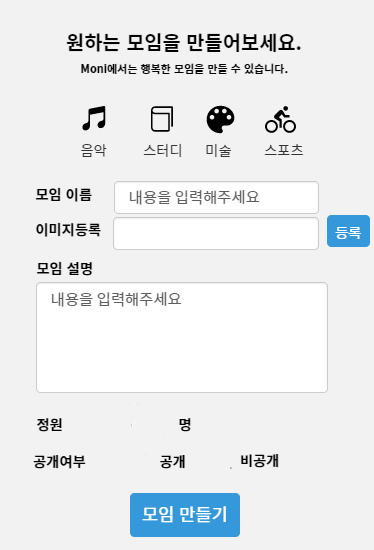 원하는 모임을 만들어보세요.
Moni에서는 행복한 모임을 만들 수 있습니다.
음악 스터디 미술 스포츠
모임 이름 내용을 입력해주세요
이미지등록 등록
모임 설명
내용을 입력해주세요
정원 명
공개여부 공개 비공개
모임 만들기